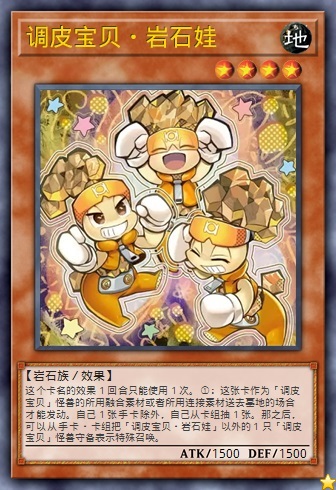 调皮宝贝·岩石娃
地
【岩石族／效果】
这个卡名的效果1回合只能使用1次。①：这张卡作为「调
皮宝贝」怪兽的所用融合素材或者所用连接素材送去墓地的场合
才能发动。自己1张手卡除外，自己从卡组抽1张。那之后，
可以从手卡·卡组把「调皮宝贝·岩石娃」以外的1只「调皮
宝贝」怪兽守备表示特殊召唤。
ATK/1500 DEF/1500